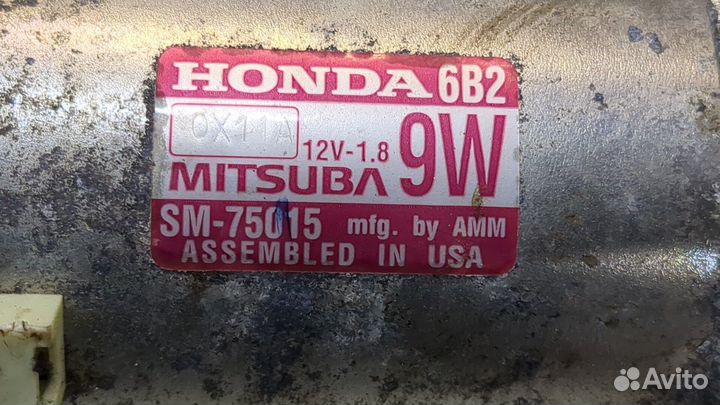 HONDA 6B2
0X11A 12V-1.8 9W
MITSUBA
SM-75015 mfg. by AMM
ASSEMBLED IN USA
Avito